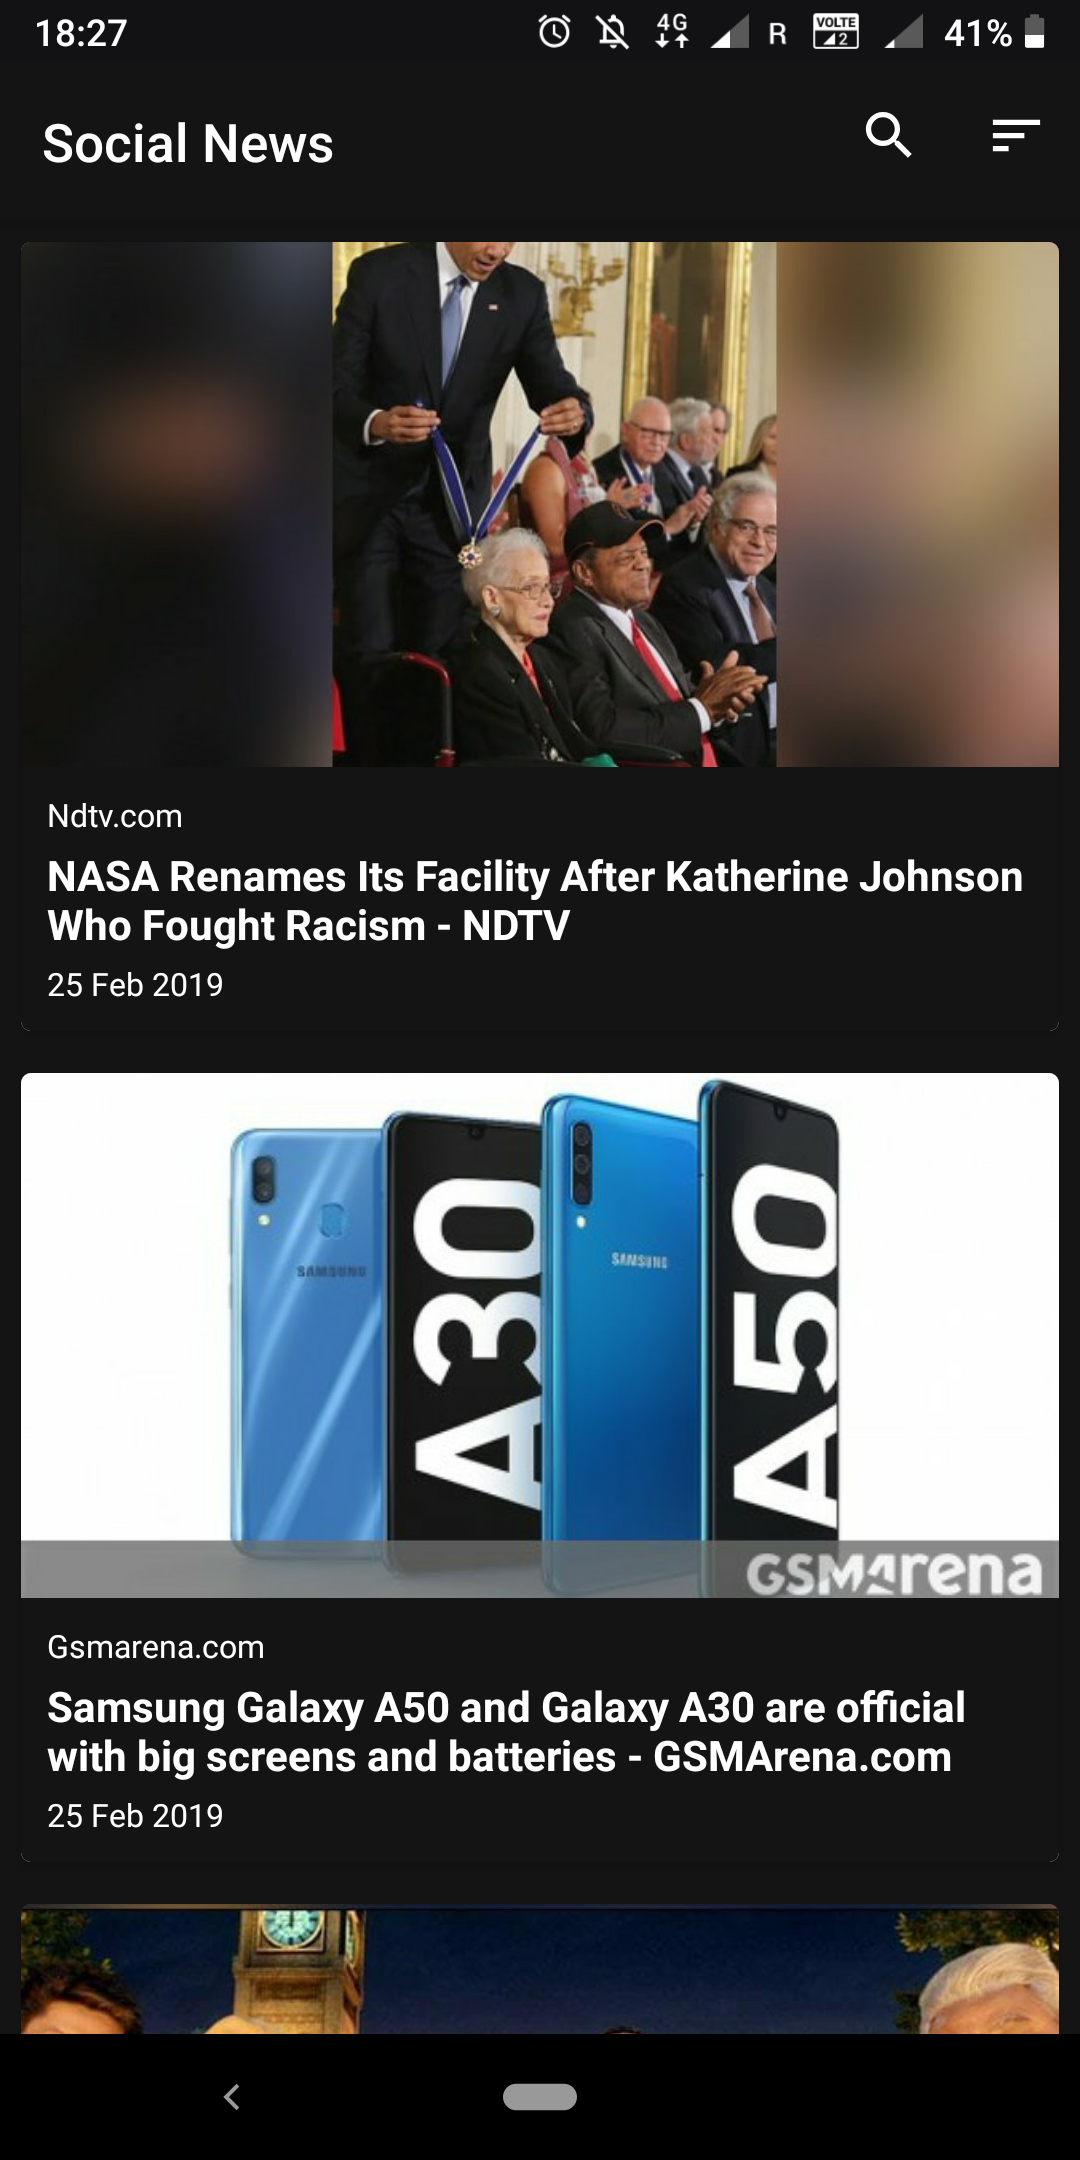 18:27
4G
R
VOLTE
2
41%
Social News
Ndtv.com
NASA Renames Its Facility After Katherine Johnson
Who Fought Racism - NDTV
25 Feb 2019
SAMSUNG
A30
SAMSUNG
A50
GSMArena
Gsmarena.com
Samsung Galaxy A50 and Galaxy A30 are official
with big screens and batteries - GSMArena.com
25 Feb 2019